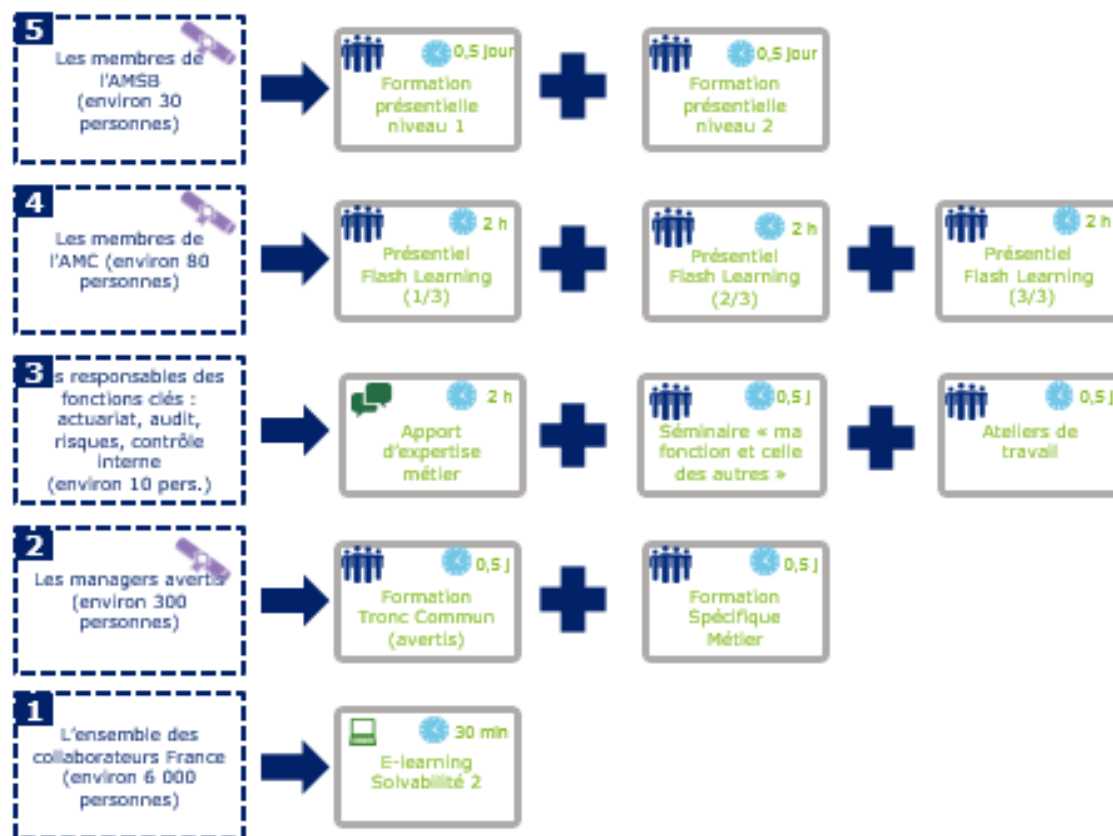 5
Les membres de
l'AMSB
(environ 30
personnes)
0,5 jour
Formation
présentielle
niveau 1
0,5 jour
Formation
présentielle
niveau 2
4
Les membres de
l'AMC (environ 80
personnes)
2 h
Présentiel
Flash Learning
(1/3)
2 h
Présentiel
Flash Learning
(2/3)
2 h
Présentiel
Flash Learning
(3/3)
3
s responsables des
fonctions clés :
actuariat, audit,
risques, contrôle
interne
(environ 10 pers.)
2 h
Apport
d'expertise
métier
0,5 j
Séminaire « ma
fonction et celle
des autres »
0,5 j
Ateliers de
travail
2
Les managers avertis
(environ 300
personnes)
0,5 j
Formation
Tronc Commun
(avertis)
0,5 j
Formation
Spécifique
Métier
1
L'ensemble des
collaborateurs France
(environ 6 000
personnes)
30 min
E-learning
Solvabilité 2